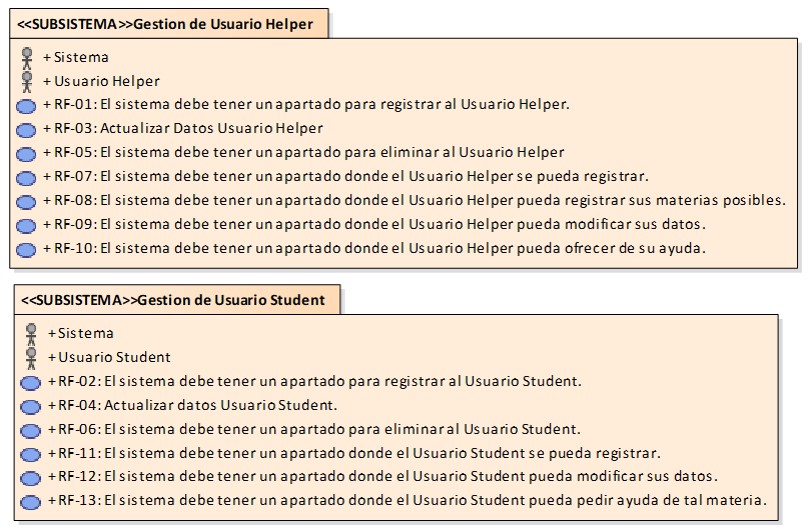 <<SUBSISTEMA>>Gestion de Usuario Helper
+ Sistema
+ Usuario Helper
+ RF-01: El sistema debe tener un apartado para registrar al Usuario Helper.
+ RF-03: Actualizar Datos Usuario Helper
+ RF-05: El sistema debe tener un apartado para eliminar al Usuario Helper
+ RF-07: El sistema debe tener un apartado donde el Usuario Helper se pueda registrar.
+ RF-08: El sistema debe tener un apartado donde el Usuario Helper pueda registrar sus materias posibles.
+ RF-09: El sistema debe tener un apartado donde el Usuario Helper pueda modificar sus datos.
+ RF-10: El sistema debe tener un apartado donde el Usuario Helper pueda ofrecer de su ayuda.
<<SUBSISTEMA>>Gestion de Usuario Student
+ Sistema
+ Usuario Student
+ RF-02: El sistema debe tener un apartado para registrar al Usuario Student.
+ RF-04: Actualizar datos Usuario Student.
+ RF-06: El sistema debe tener un apartado para eliminar al Usuario Student.
+ RF-11: El sistema debe tener un apartado donde el Usuario Student se pueda registrar.
+ RF-12: El sistema debe tener un apartado donde el Usuario Student pueda modificar sus datos.
+ RF-13: El sistema debe tener un apartado donde el Usuario Student pueda pedir ayuda de tal materia.